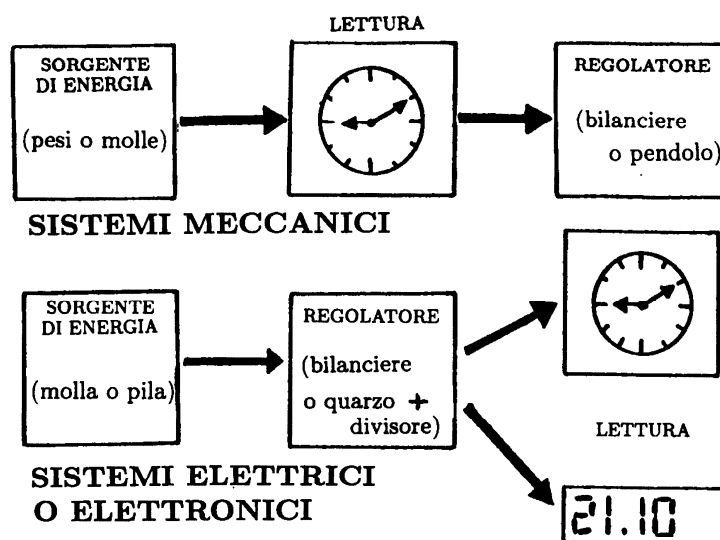 LETTURA
SORGENTE
DI ENERGIA
(pesi o molle)
REGOLATORE
(bilanciere
o pendolo)
SISTEMI MECCANICI
SORGENTE
DI ENERGIA
(molla o pila)
REGOLATORE
(bilanciere
o quarzo +
divisore)
LETTURA
21.10
SISTEMI ELETTRICI
O ELETTRONICI